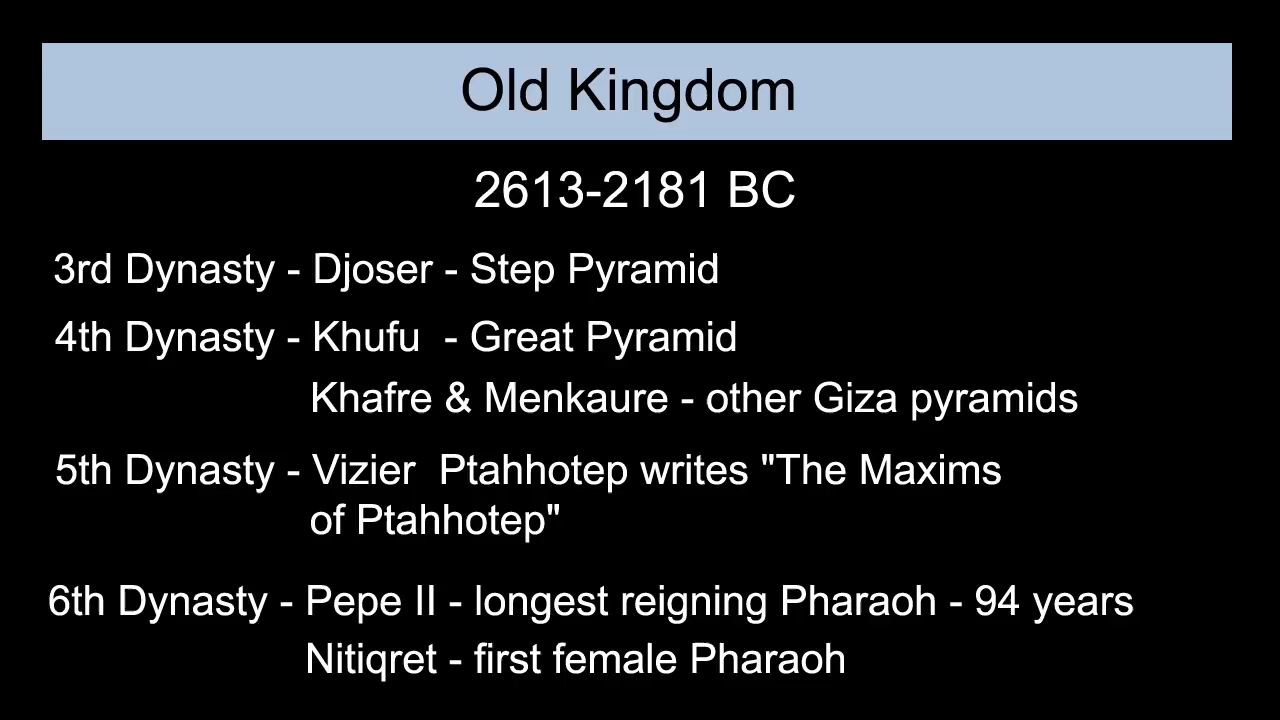 Old Kingdom
2613-2181 BC
3rd Dynasty - Djoser - Step Pyramid
4th Dynasty - Khufu  - Great Pyramid
Khafre & Menkaure - other Giza pyramids
5th Dynasty - Vizier  Ptahhotep writes "The Maxims
of Ptahhotep"
6th Dynasty - Pepe II - longest reigning Pharaoh - 94 years
Nitiqret - first female Pharaoh